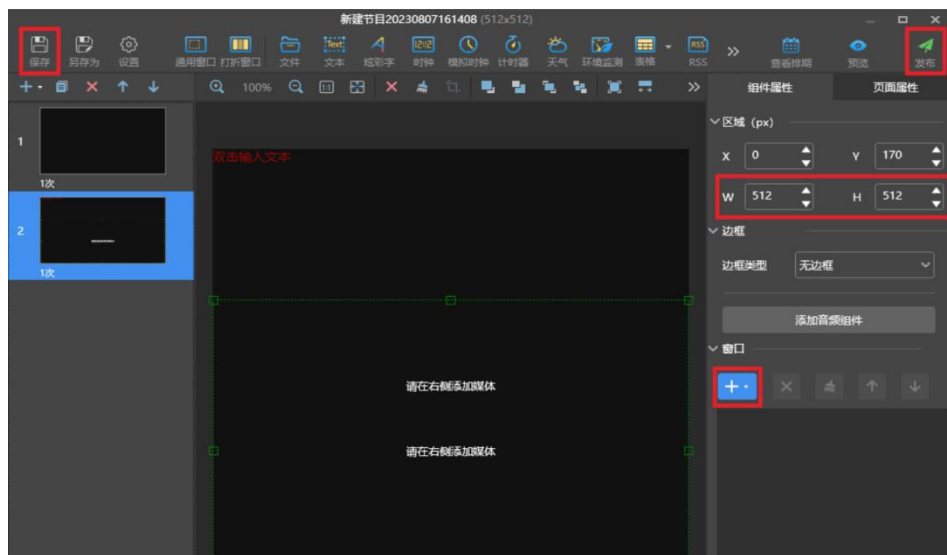 新建节目20230807161408 (512x512)
保存 另存为 设置 通用窗口 打折窗口 文件 文本 炫彩字 时钟 模拟时钟 计时器 天气 环境监测 表格 RSS 查看排期 预览 发布
Text 12:12 RSS
100% 1:1 组件属性 页面属性
区域 (px)
1
双击输入文本
X 0 Y 170
1次
W 512 H 512
2
边框
1次
边框类型 无边框
添加音频组件
窗口
请在右侧添加媒体
请在右侧添加媒体